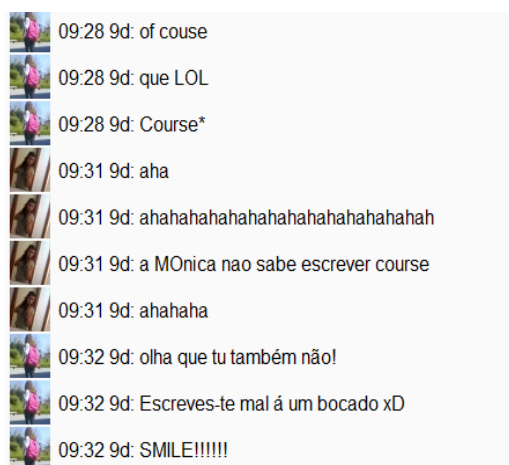 09:28 9d: of couse
09:28 9d: que LOL
09:28 9d: Course*
09:31 9d: aha
09:31 9d: ahahahahahahahahahahahahahahah
09:31 9d: a MOnica nao sabe escrever course
09:31 9d: ahahaha
09:32 9d: olha que tu também não!
09:32 9d: Escreves-te mal á um bocado xD
09:32 9d: SMILE!!!!!!